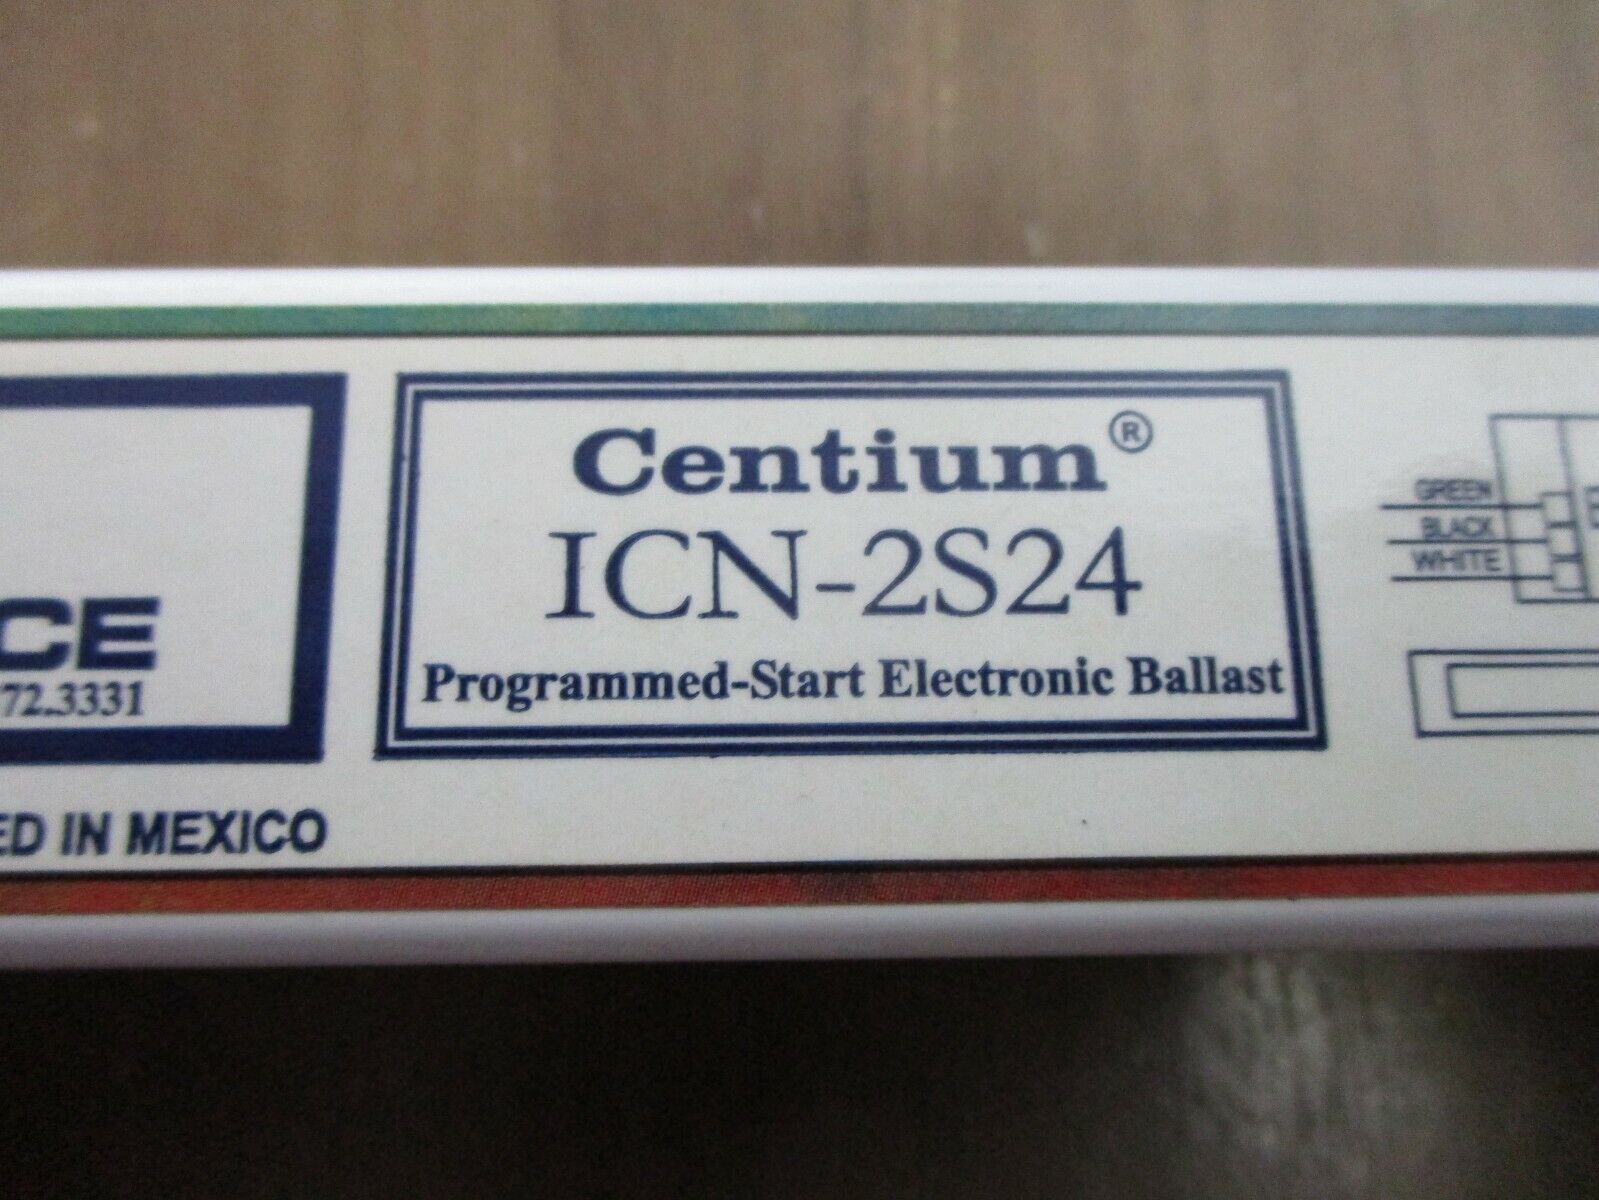 CE
72.3331
ED IN MEXICO
Centium®
ICN-2S24
Programmed-Start Electronic Ballast
GREEN
BLACK
WHITE